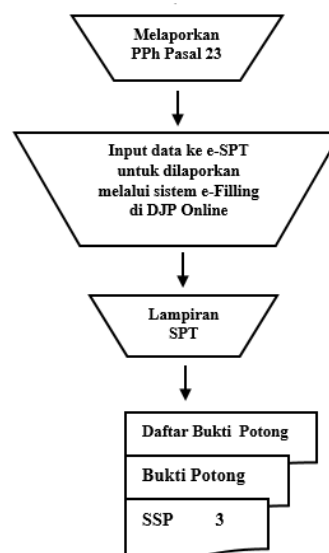 Melaporkan
PPh Pasal 23
Input data ke e-SPT
untuk dilaporkan
melalui sistem e-Filling
di DJP Online
Lampiran
SPT
Daftar Bukti Potong
Bukti Potong
SSP 3